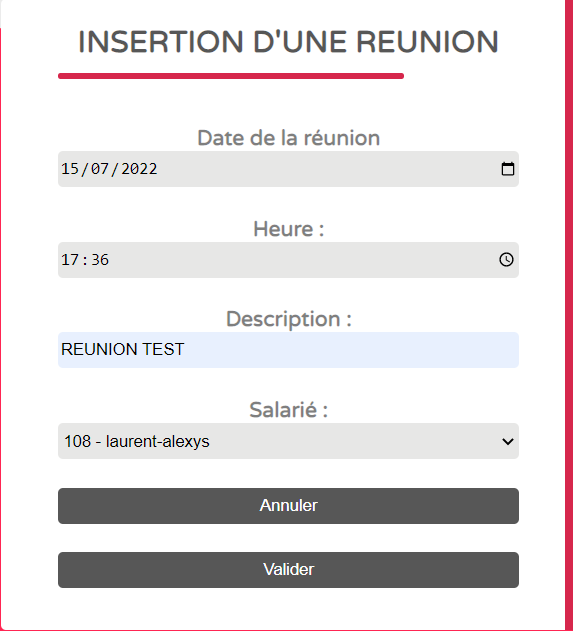 INSERTION D'UNE REUNION
Date de la réunion
15/07/2022
Heure :
17:36
Description :
REUNION TEST
Salarié :
108 - laurent-alexys
Annuler
Valider